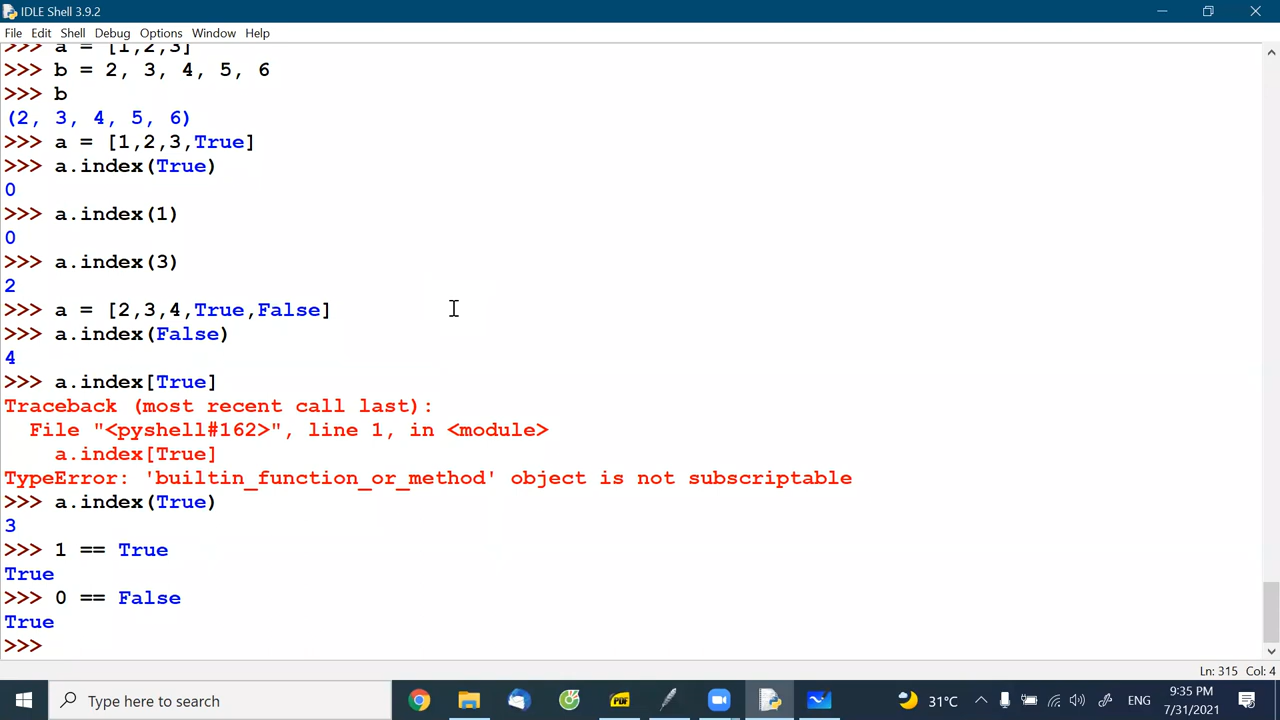 IDLE Shell 3.9.2
File Edit Shell Debug Options Window Help
>>> a = [1,2,3]
>>> b = 2, 3, 4, 5, 6
>>> b
(2, 3, 4, 5, 6)
>>> a = [1,2,3,True]
>>> a.index(True)
0
>>> a.index(1)
0
>>> a.index(3)
2
>>> a = [2,3,4,True,False]
>>> a.index(False)
4
>>> a.index[True]
Traceback (most recent call last):
  File "<pyshell#162>", line 1, in <module>
    a.index[True]
TypeError: 'builtin_function_or_method' object is not subscriptable
>>> a.index(True)
3
>>> 1 == True
True
>>> 0 == False
True
>>>
Ln: 315 Col: 4
Type here to search
PDF
31°C
ENG
9:35 PM
7/31/2021